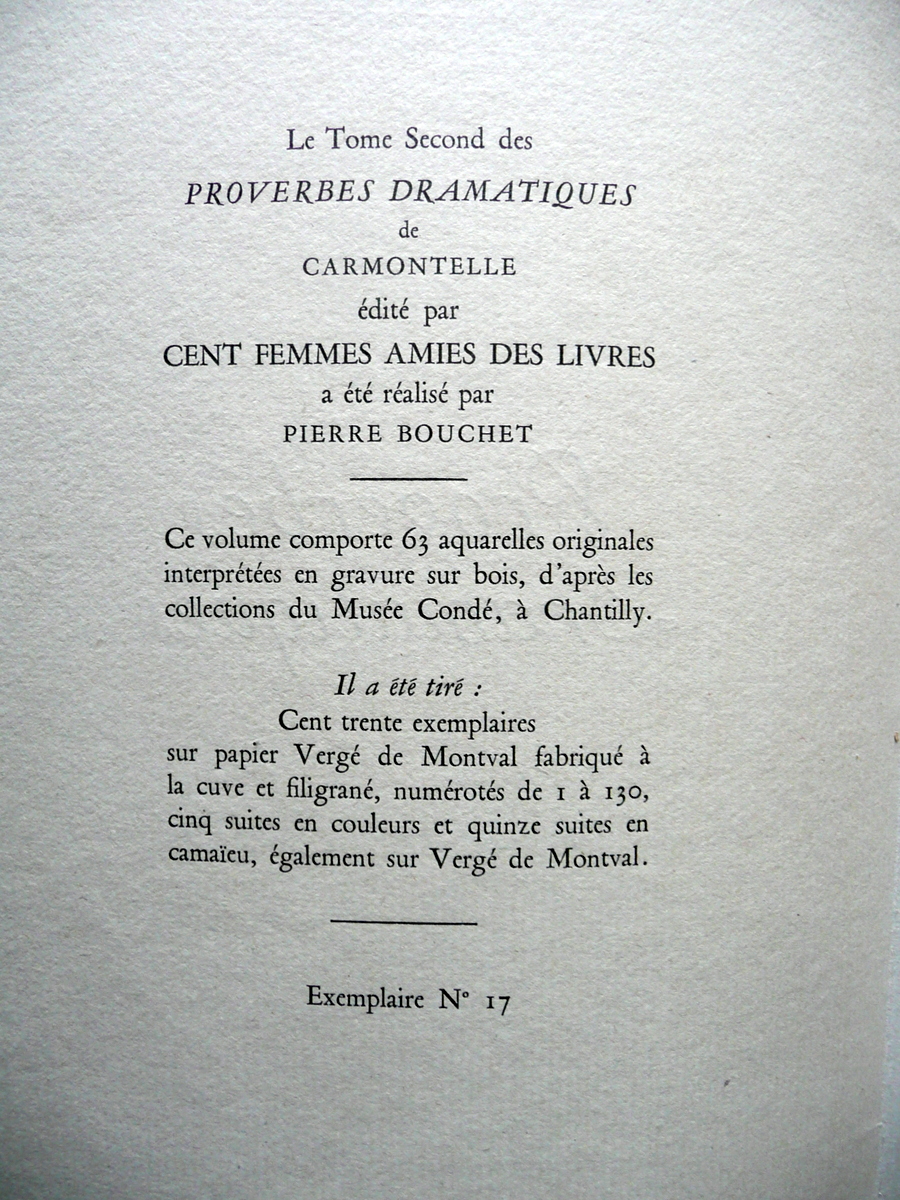 Le Tome Second des
PROVERBES DRAMATIQUES
de
CARMONTELLE
édité par
CENT FEMMES AMIES DES LIVRES
a été réalisé par
PIERRE BOUCHET
Ce volume comporte 63 aquarelles originales
interprétées en gravure sur bois, d'après les
collections du Musée Condé, à Chantilly.
Il a été tiré :
Cent trente exemplaires
sur papier Vergé de Montval fabriqué à
la cuve et filigrané, numérotés de 1 à 130,
cinq suites en couleurs et quinze suites en
camaïeu, également sur Vergé de Montval.
Exemplaire N° 17